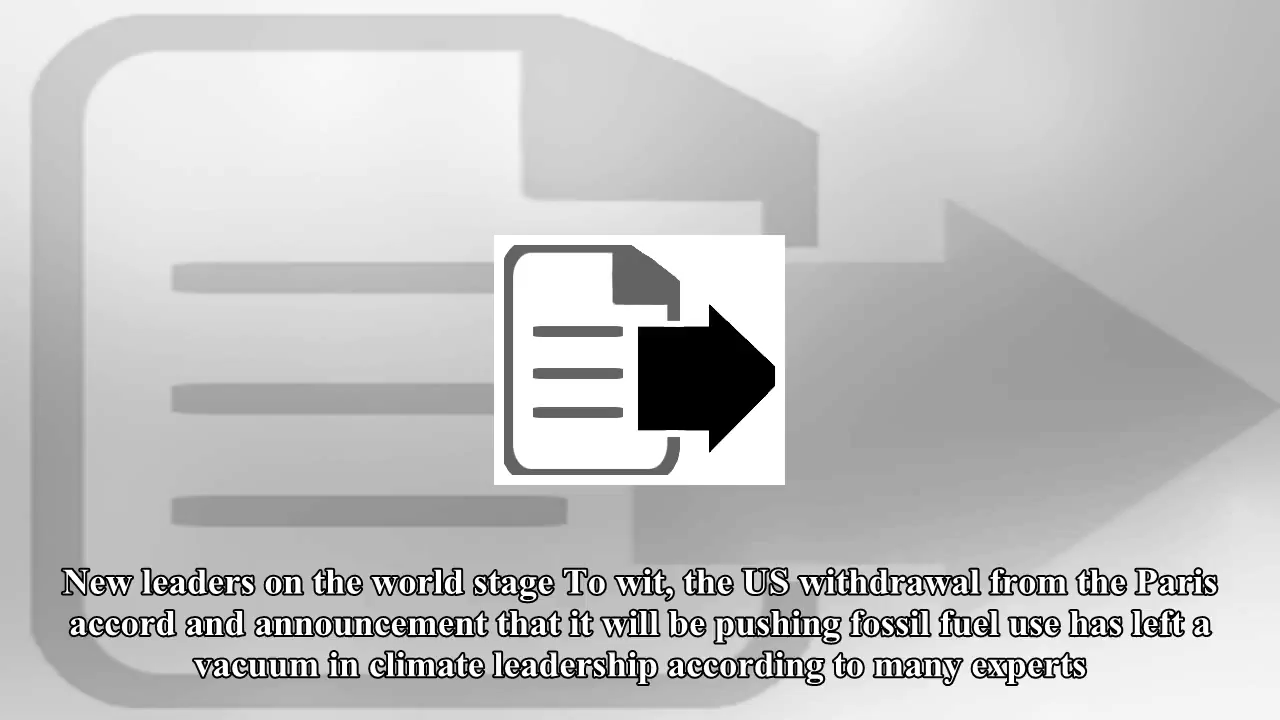 New leaders on the world stage To wit, the US withdrawal from the Paris
accord and announcement that it will be pushing fossil fuel use has left a
vacuum in climate leadership according to many experts